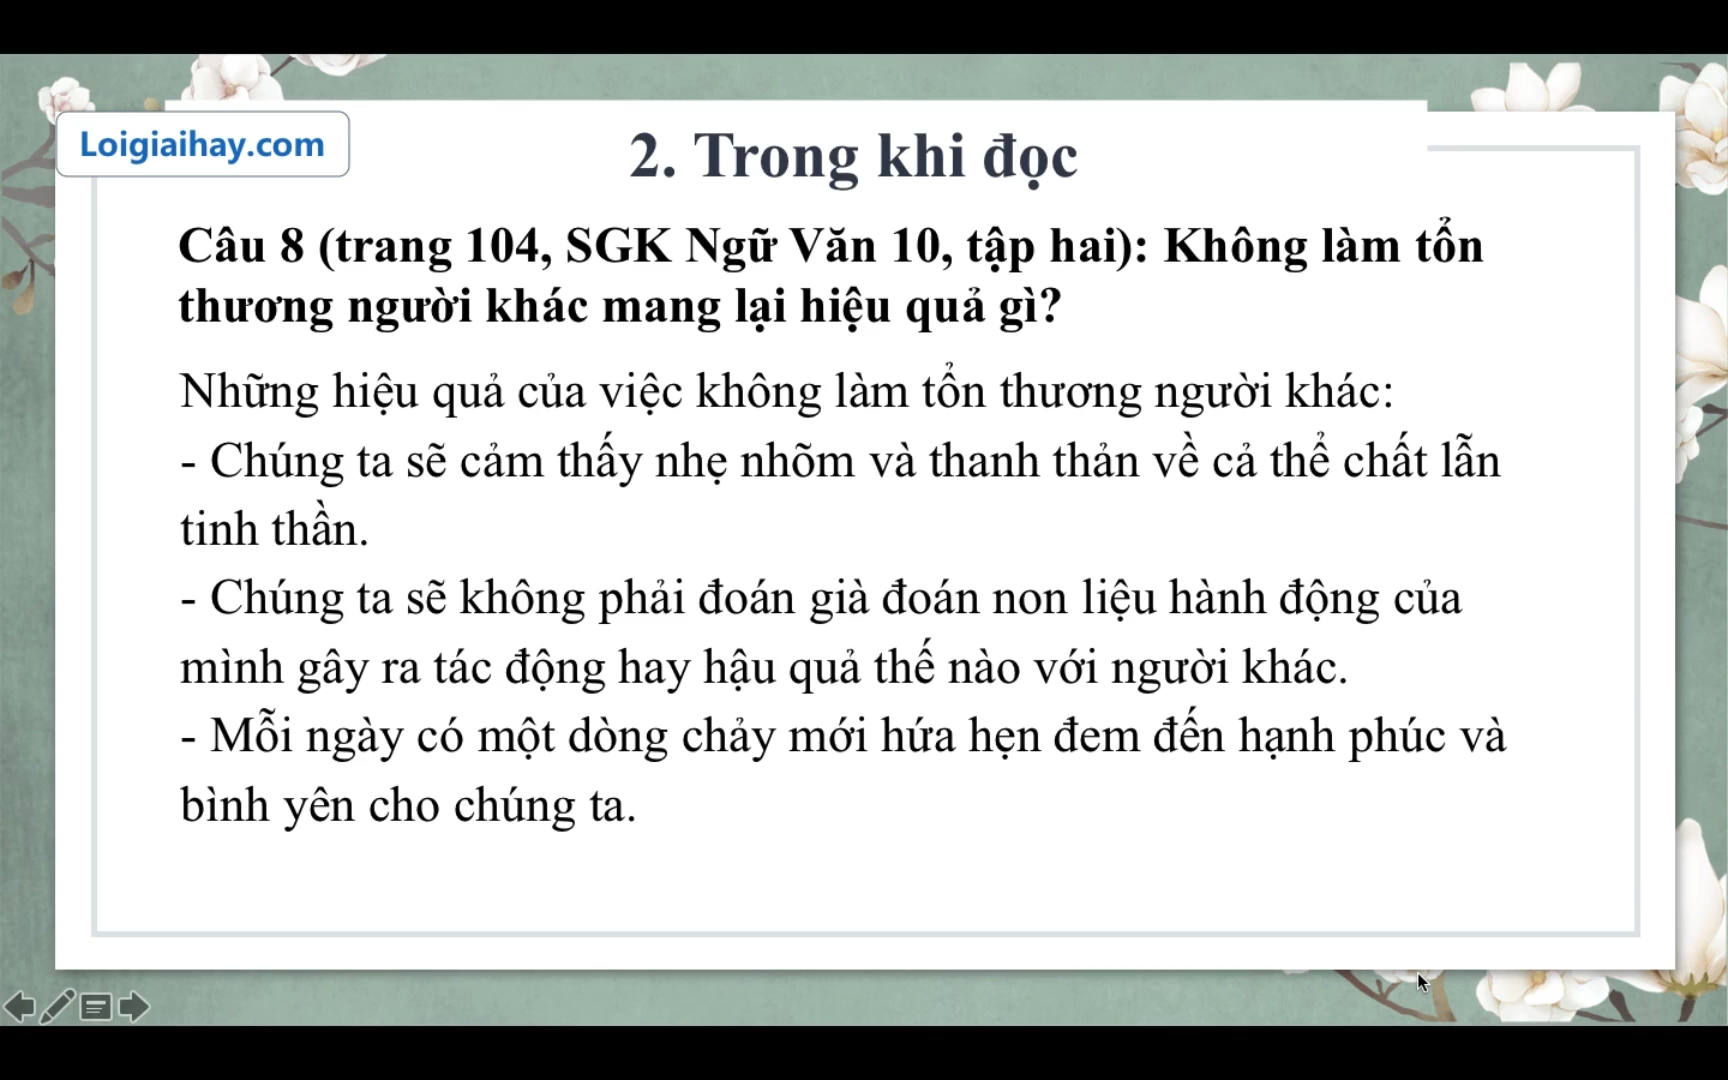 Loigiaihay.com
2. Trong khi đọc
Câu 8 (trang 104, SGK Ngữ Văn 10, tập hai): Không làm tổn
thương người khác mang lại hiệu quả gì?
Những hiệu quả của việc không làm tổn thương người khác:
- Chúng ta sẽ cảm thấy nhẹ nhõm và thanh thản về cả thể chất lẫn
tinh thần.
- Chúng ta sẽ không phải đoán già đoán non liệu hành động của
mình gây ra tác động hay hậu quả thế nào với người khác.
- Mỗi ngày có một dòng chảy mới hứa hẹn đem đến hạnh phúc và
bình yên cho chúng ta.